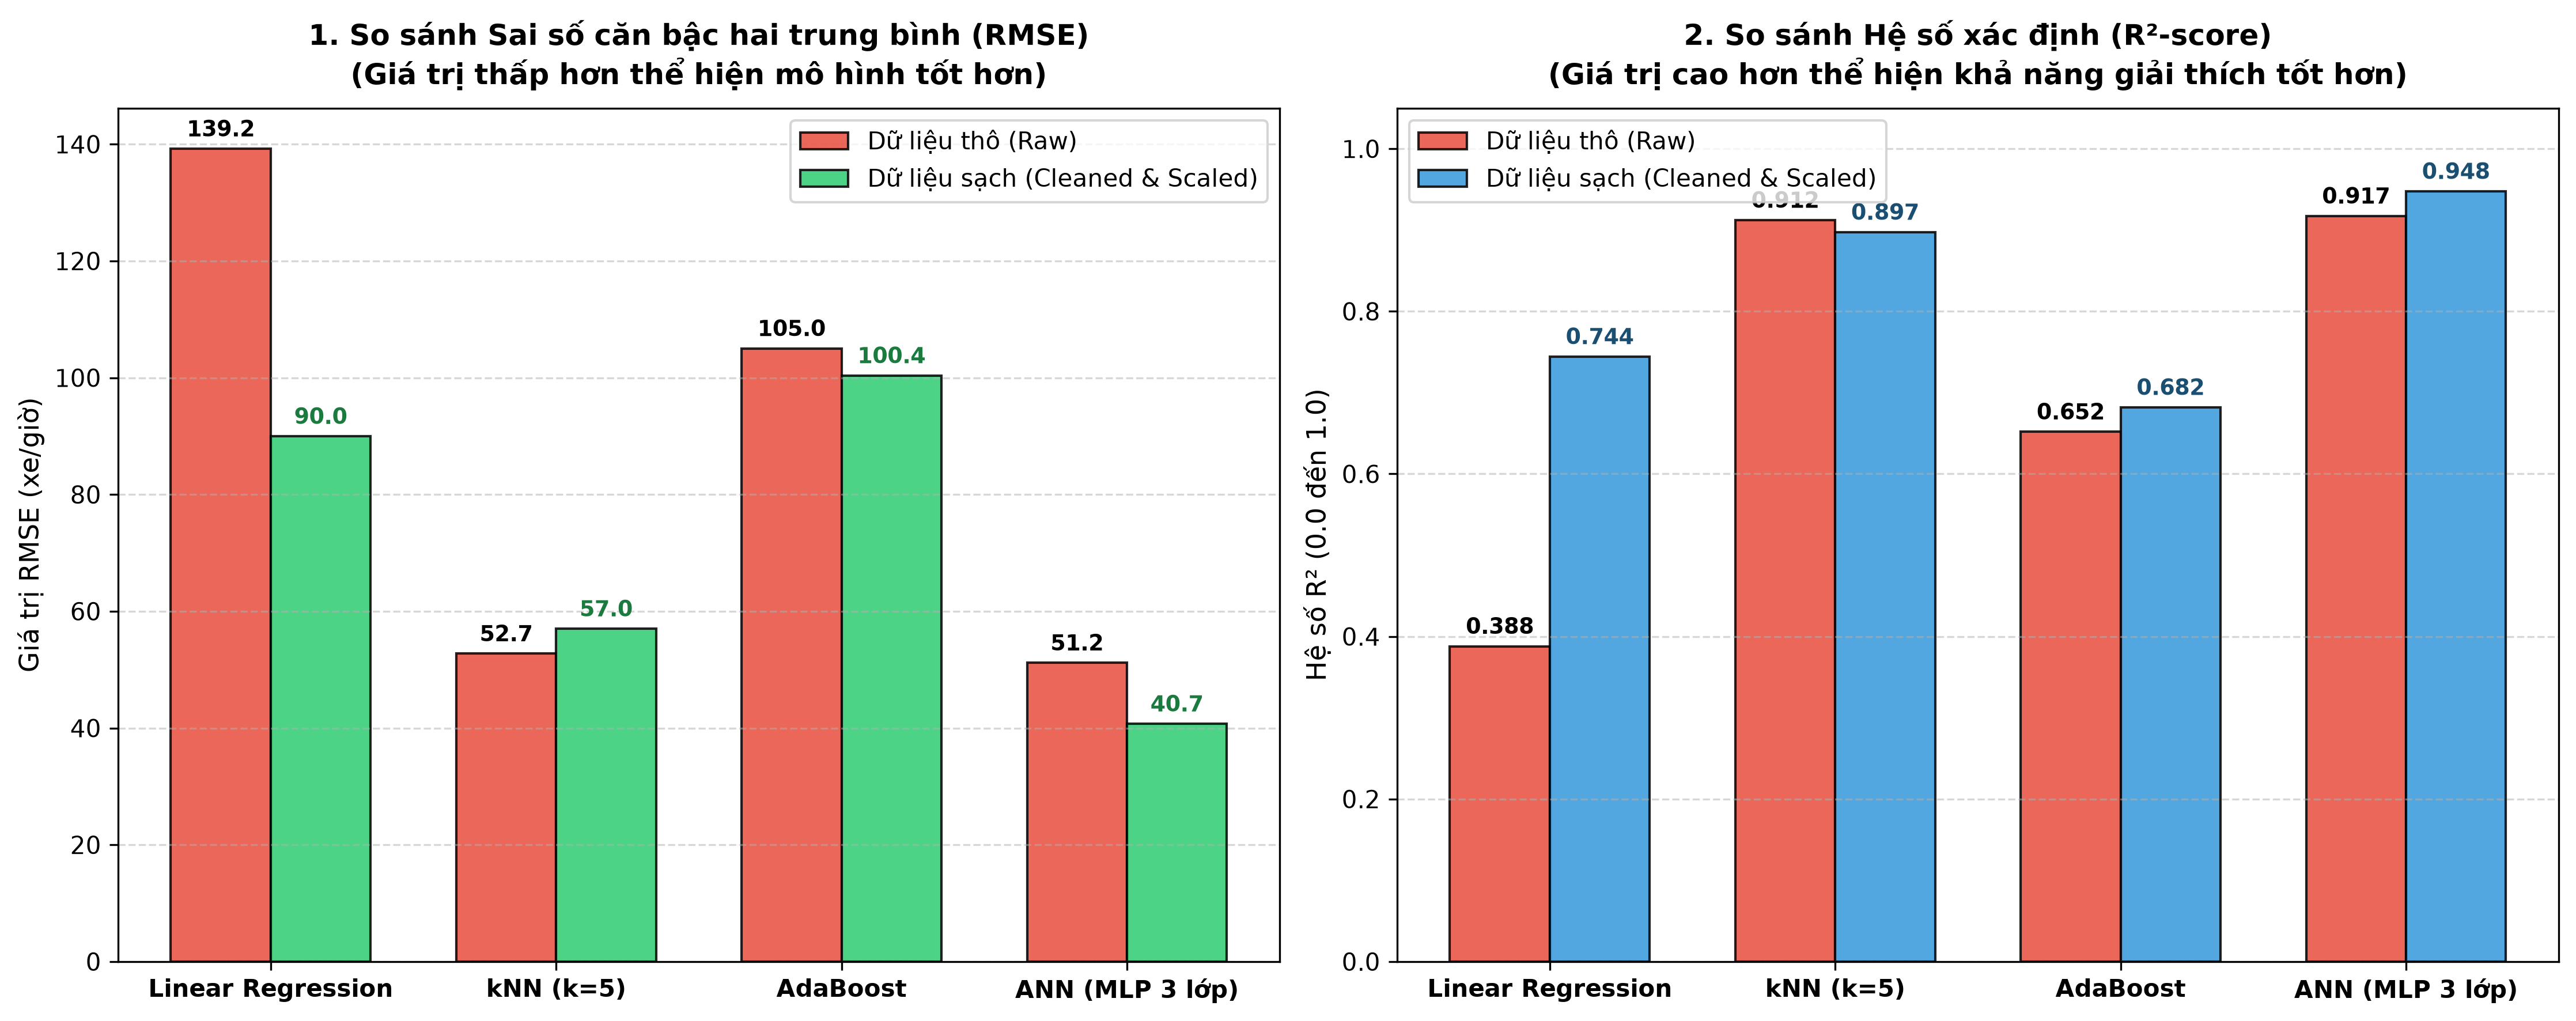 1. So sánh Sai số căn bậc hai trung bình (RMSE)
(Giá trị thấp hơn thể hiện mô hình tốt hơn)
Giá trị RMSE (xe/giờ)
140
120
100
80
60
40
20
0
Dữ liệu thô (Raw)
Dữ liệu sạch (Cleaned & Scaled)
139.2
90.0
52.7
57.0
105.0
100.4
51.2
40.7
Linear Regression
kNN (k=5)
AdaBoost
ANN (MLP 3 lớp)
2. So sánh Hệ số xác định (R²-score)
(Giá trị cao hơn thể hiện khả năng giải thích tốt hơn)
Hệ số R² (0.0 đến 1.0)
1.0
0.8
0.6
0.4
0.2
0.0
Dữ liệu thô (Raw)
Dữ liệu sạch (Cleaned & Scaled)
0.388
0.744
0.912
0.897
0.652
0.682
0.917
0.948
Linear Regression
kNN (k=5)
AdaBoost
ANN (MLP 3 lớp)